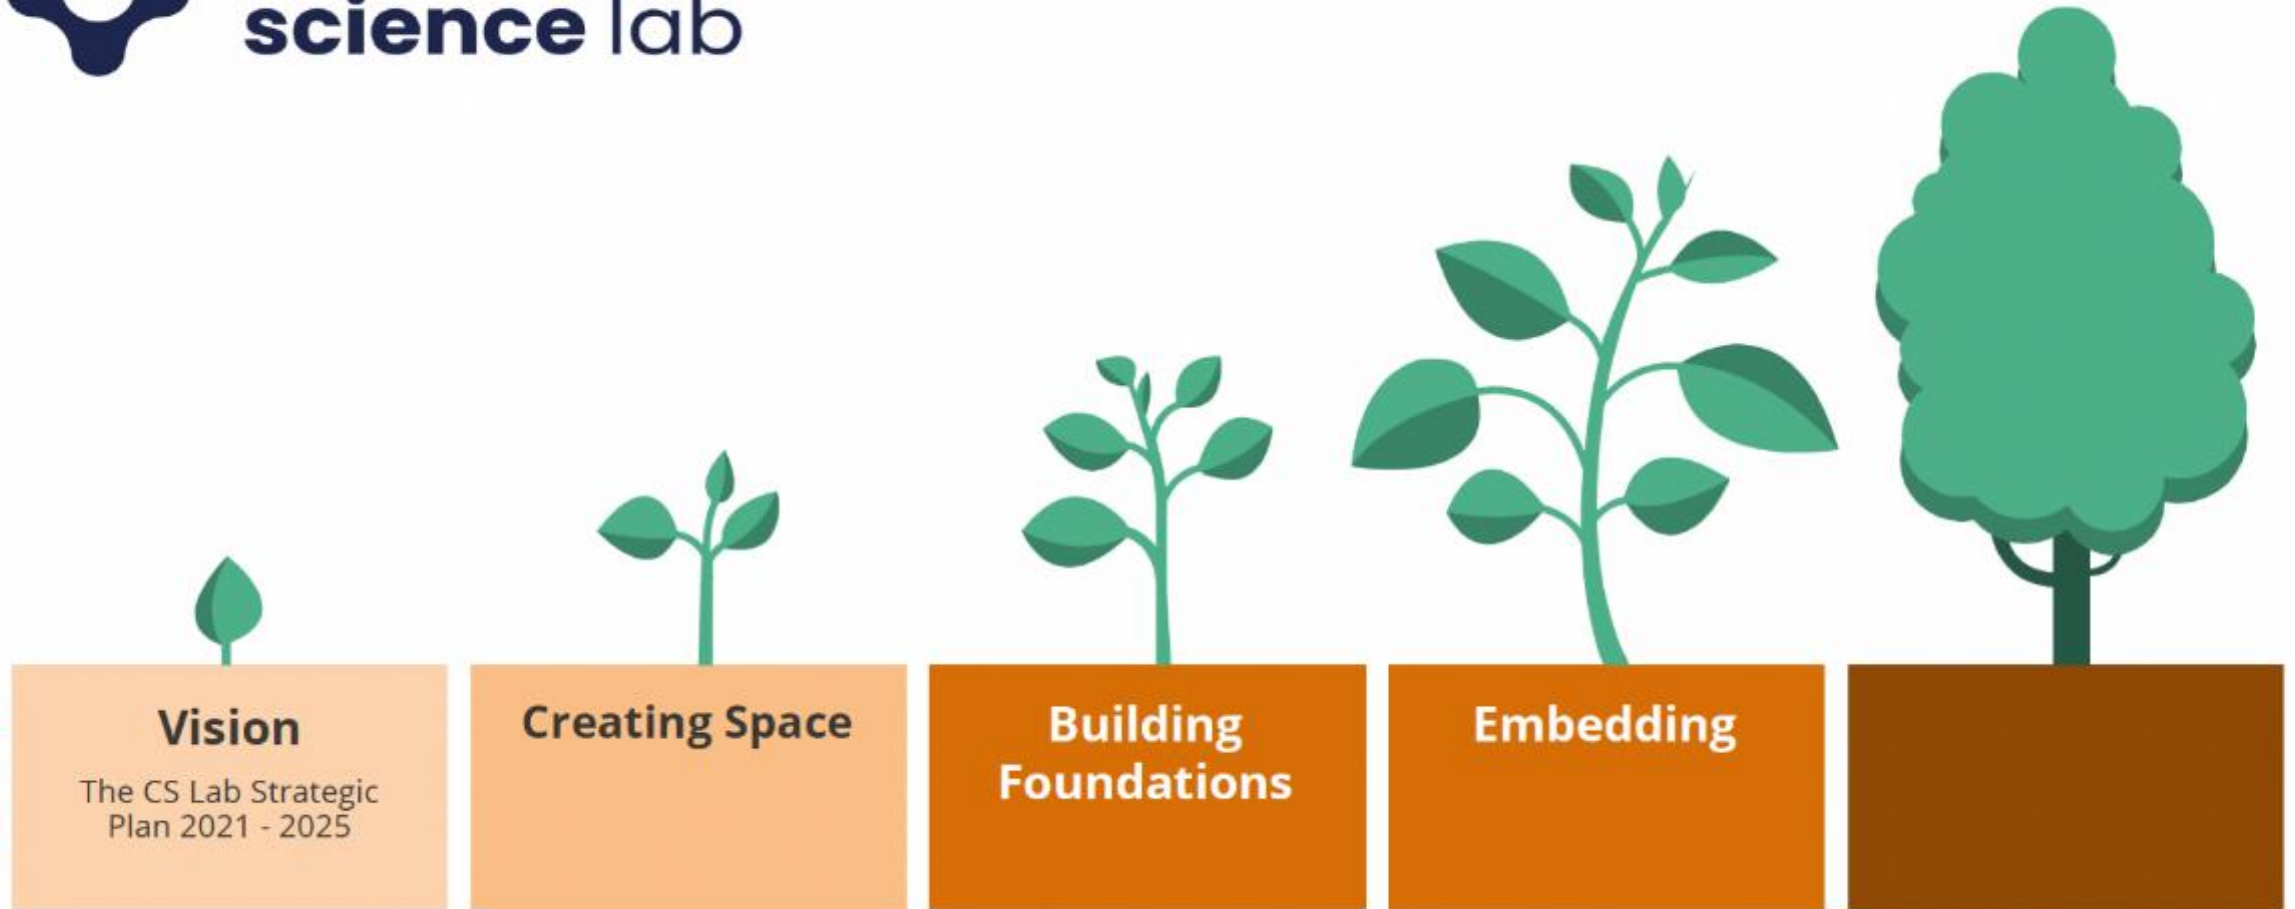 science lab
Vision
The CS Lab Strategic
Plan 2021 - 2025
Creating Space
Building
Foundations
Embedding